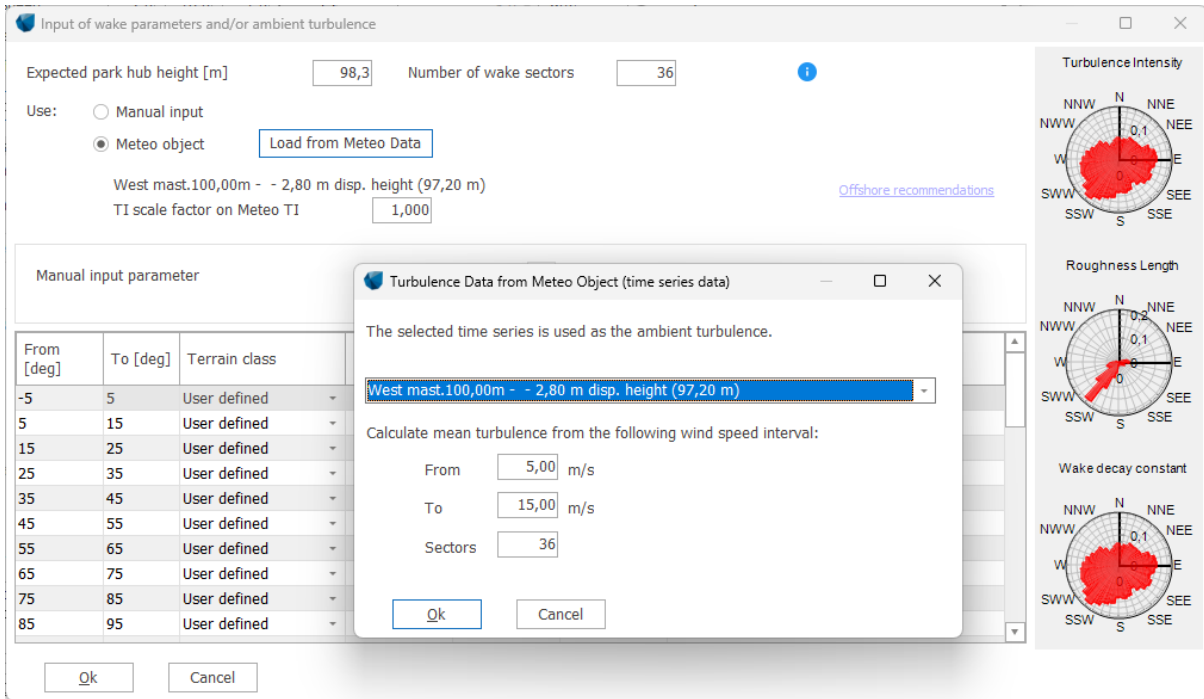 Input of wake parameters and/or ambient turbulence
Expected park hub height [m] 98,3 Number of wake sectors 36
Use: Manual input
Meteo object Load from Meteo Data
West mast.100,00m - - 2,80 m disp. height (97,20 m)
TI scale factor on Meteo TI 1,000
Offshore recommendations
Manual input parameter
From [deg] To [deg] Terrain class
-5 5 User defined
5 15 User defined
15 25 User defined
25 35 User defined
35 45 User defined
45 55 User defined
55 65 User defined
65 75 User defined
75 85 User defined
85 95 User defined
Ok Cancel
Turbulence Data from Meteo Object (time series data)
The selected time series is used as the ambient turbulence.
West mast.100,00m - - 2,80 m disp. height (97,20 m)
Calculate mean turbulence from the following wind speed interval:
From 5,00 m/s
To 15,00 m/s
Sectors 36
Ok Cancel
Turbulence Intensity
N
NNW NNE
NWW 0,1 NEE
W 0 E
0
SWW SEE
SSW SSE
S
Roughness Length
N
NNW 0,2 NNE
NWW 0,1 NEE
W 0 E
0
SWW SEE
SSW SSE
S
Wake decay constant
N
NNW NNE
NWW 0,1 NEE
W 0 E
0
SWW SEE
SSW SSE
S